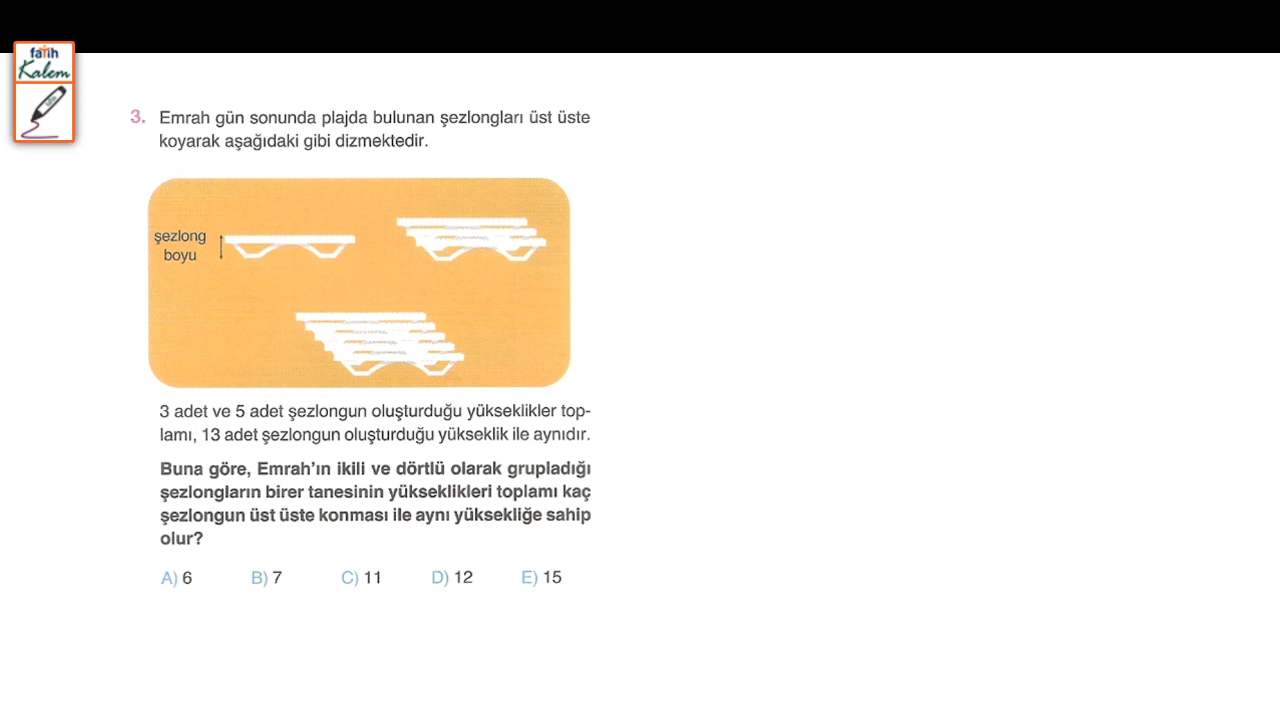 fatih
Kalem
3. Emrah gün sonunda plajda bulunan şezlongları üst üste
koyarak aşağıdaki gibi dizmektedir.
şezlong
boyu
3 adet ve 5 adet şezlongun oluşturduğu yükseklikler top-
lamı, 13 adet şezlongun oluşturduğu yükseklik ile aynıdır.
Buna göre, Emrah'ın ikili ve dörtlü olarak grupladığı
şezlongların birer tanesinin yükseklikleri toplamı kaç
şezlongun üst üste konması ile aynı yüksekliğe sahip
olur?
A) 6 B) 7 C) 11 D) 12 E) 15